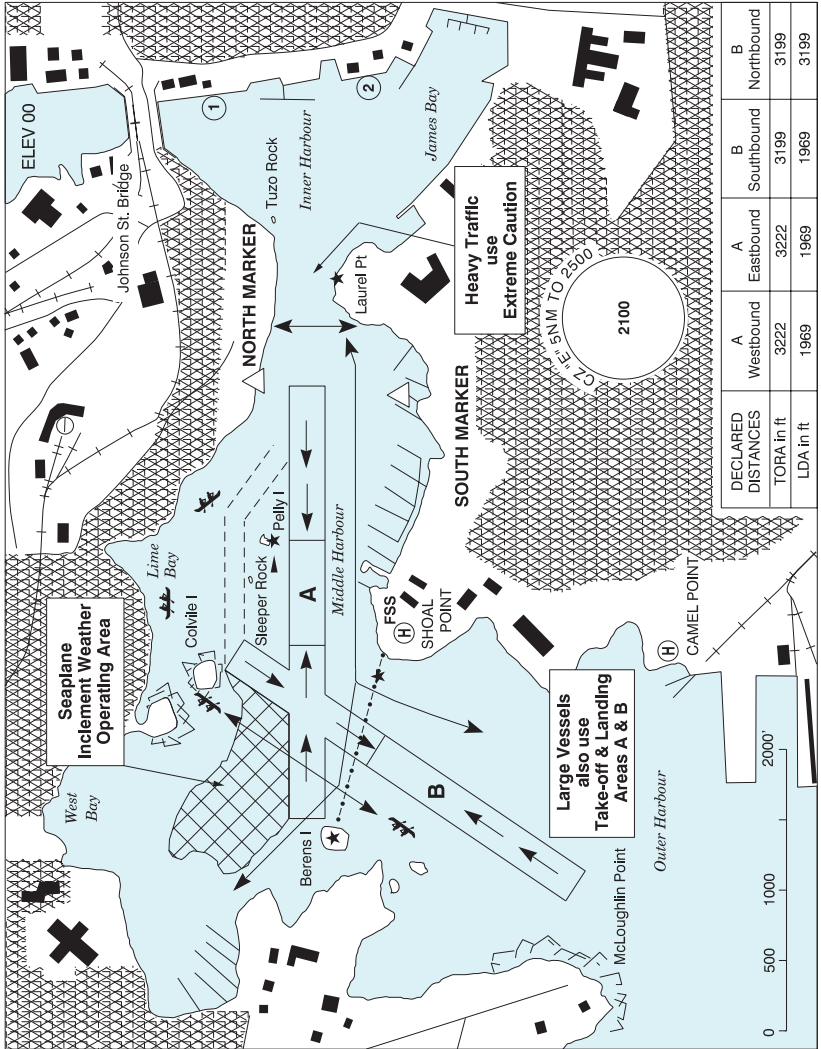 ELEV 00
Johnson St. Bridge
1
2
Tuzo Rock
Inner Harbour
James Bay
NORTH MARKER
Laurel Pt
Heavy Traffic
use
Extreme Caution
CZ "E" 5NM TO 2500
2100
SOUTH MARKER
Lime
Bay
Colvile I
Sleeper Rock
Pelly I
A
Middle Harbour
FSS
H
SHOAL
POINT
Seaplane
Inclement Weather
Operating Area
West
Bay
Berens I
B
Large Vessels
also use
Take-off & Landing
Areas A & B
H
CAMEL POINT
Outer Harbour
McLoughlin Point
0 500 1000 2000'
DECLARED DISTANCES A Westbound A Eastbound B Southbound B Northbound
TORA in ft 3222 3222 3199 3199
LDA in ft 1969 1969 1969 3199